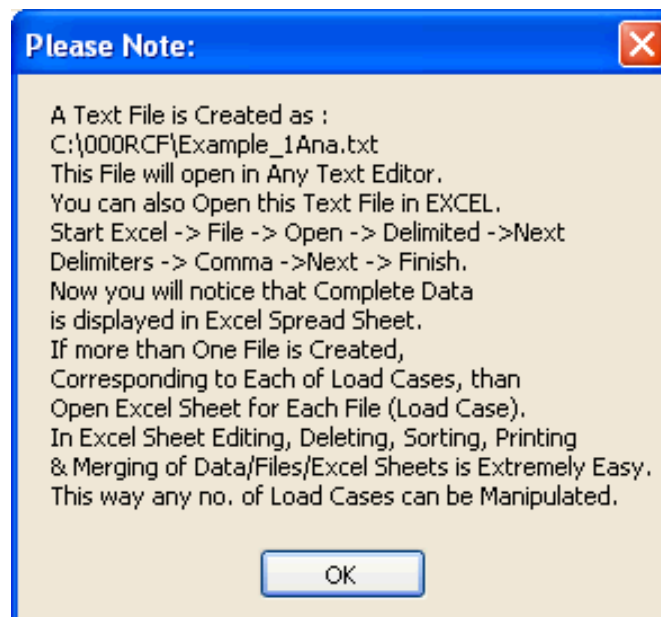 Please Note:
A Text File is Created as :
C:\000RCF\Example_1Ana.txt
This File will open in Any Text Editor.
You can also Open this Text File in EXCEL.
Start Excel -> File -> Open -> Delimited ->Next
Delimiters -> Comma ->Next -> Finish.
Now you will notice that Complete Data
is displayed in Excel Spread Sheet.
If more than One File is Created,
Corresponding to Each of Load Cases, than
Open Excel Sheet for Each File (Load Case).
In Excel Sheet Editing, Deleting, Sorting, Printing
& Merging of Data/Files/Excel Sheets is Extremely Easy.
This way any no. of Load Cases can be Manipulated.
OK